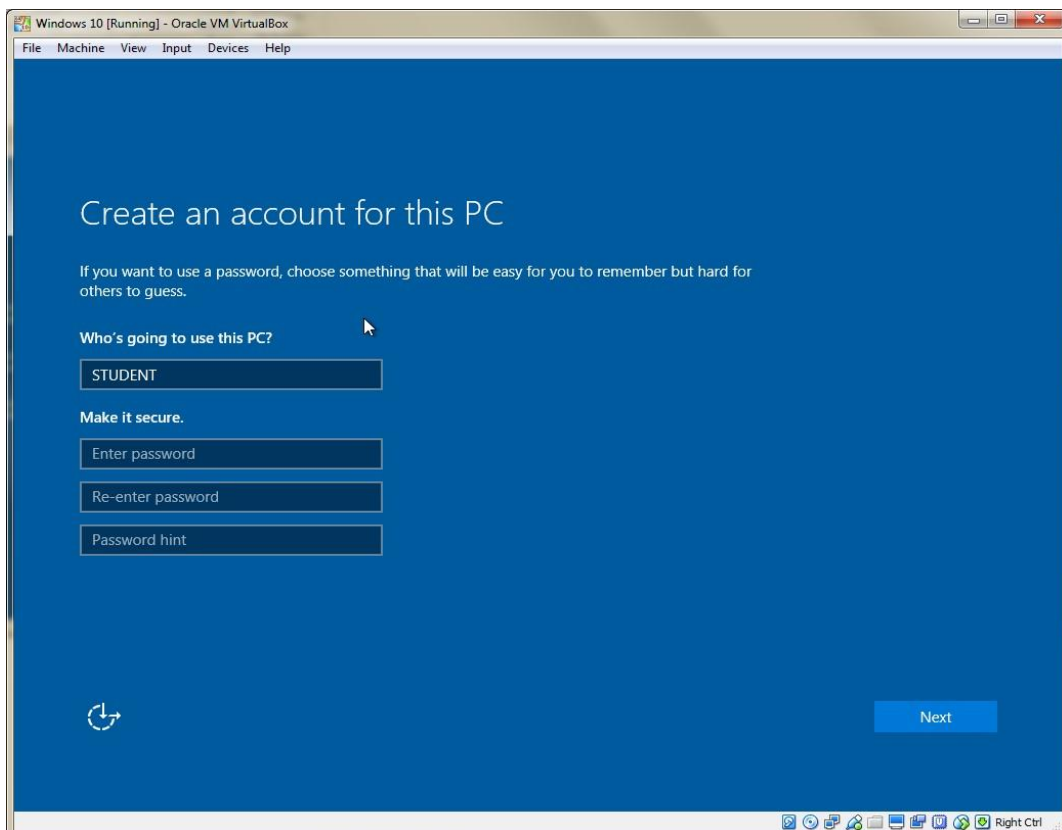 Windows 10 [Running] - Oracle VM VirtualBox
File Machine View Input Devices Help
Create an account for this PC
If you want to use a password, choose something that will be easy for you to remember but hard for
others to guess.
Who's going to use this PC?
STUDENT
Make it secure.
Enter password
Re-enter password
Password hint
Next
Right Ctrl